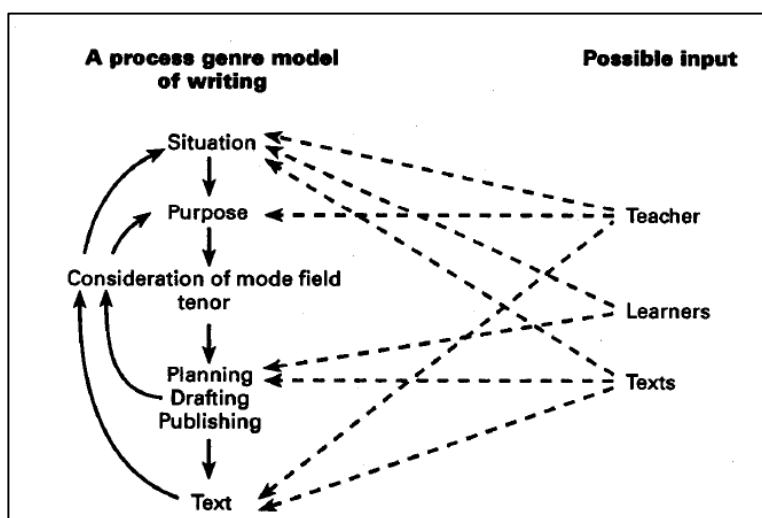 A process genre model
of writing
Possible input
Situation
Purpose
Consideration of mode field
tenor
Planning
Drafting
Publishing
Text
Teacher
Learners
Texts